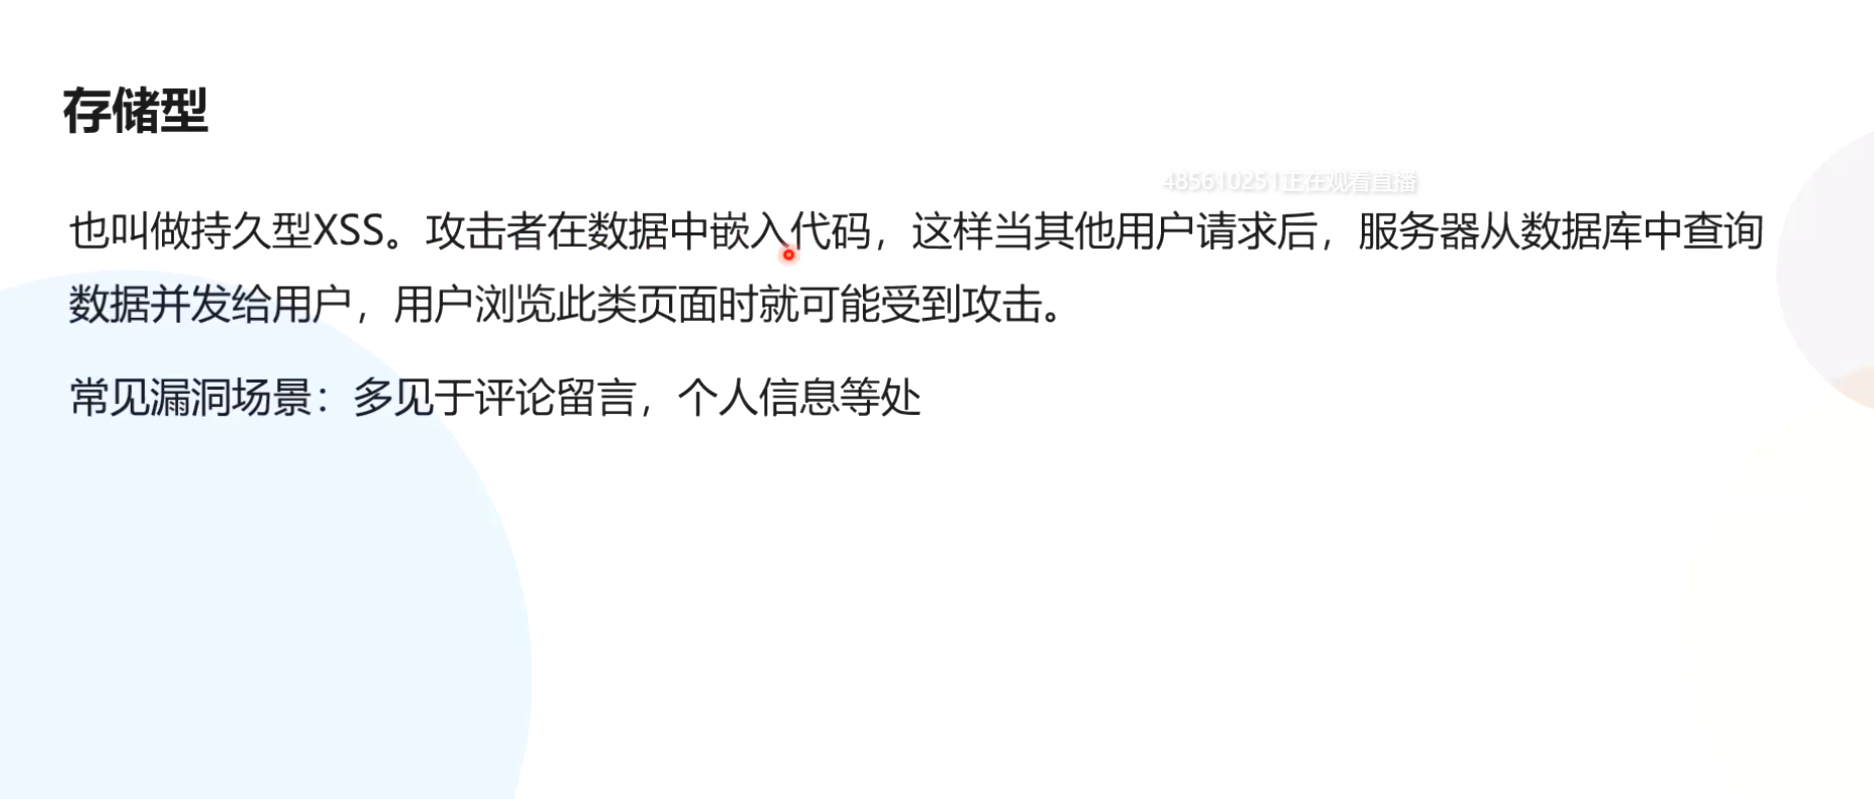 存储型
485610251正在观看直播
也叫做持久型XSS。攻击者在数据中嵌入代码，这样当其他用户请求后，服务器从数据库中查询
数据并发给用户，用户浏览此类页面时就可能受到攻击。
常见漏洞场景：多见于评论留言，个人信息等处